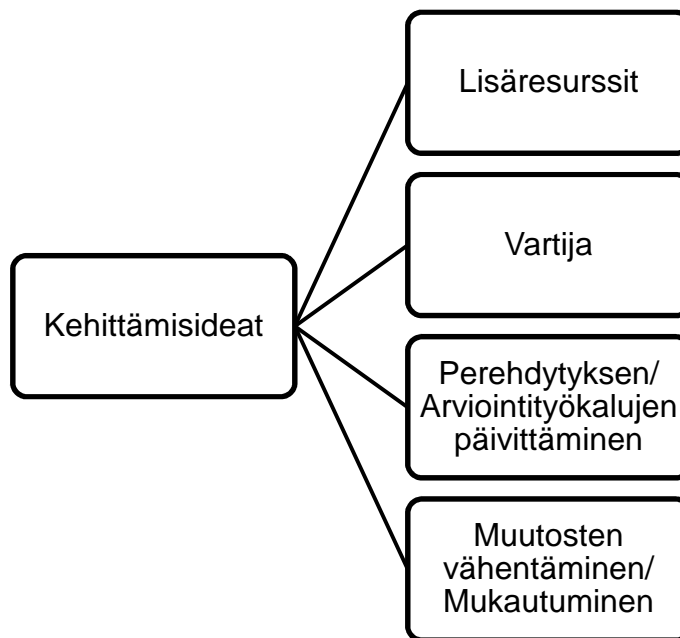 Kehittämisideat
Lisäresurssit
Vartija
Perehdytyksen/
Arviointityökalujen
päivittäminen
Muutosten
vähentäminen/
Mukautuminen